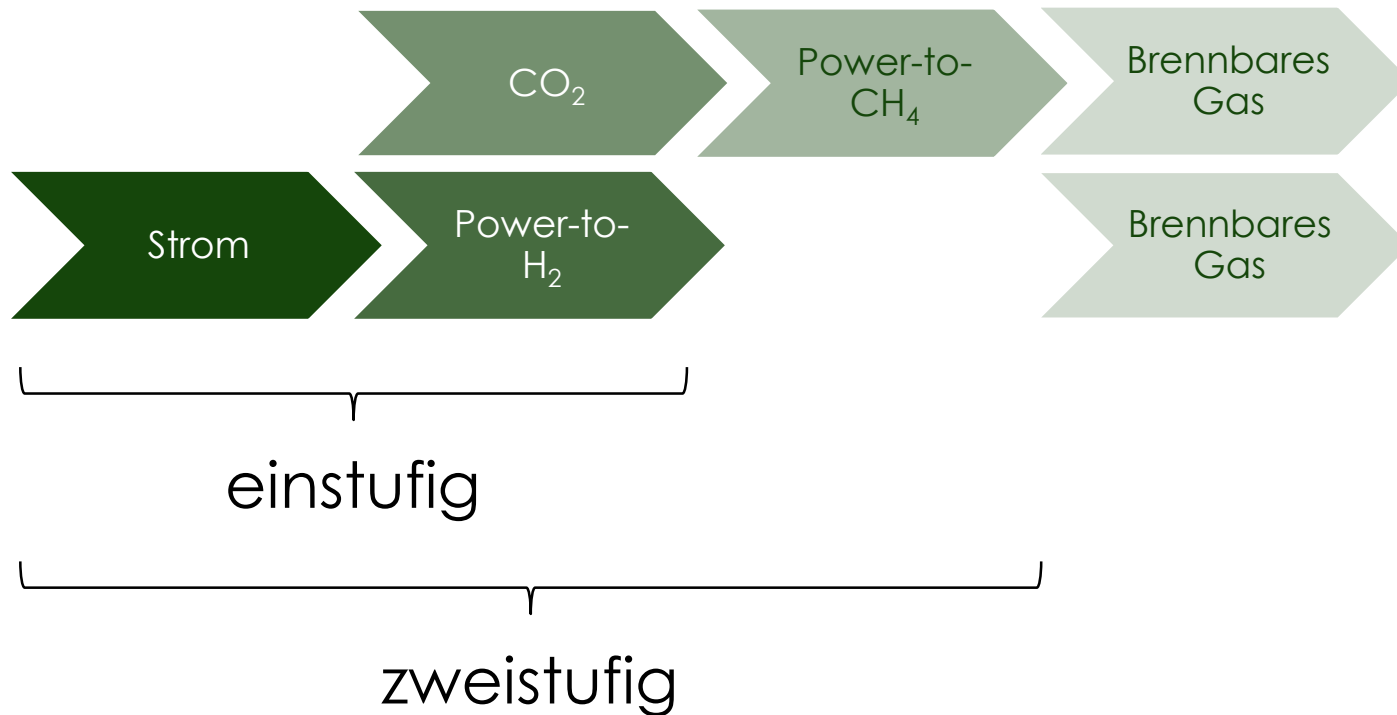 CO₂
Power-to-
CH₄
Brennbares
Gas
Strom
Power-to-
H₂
Brennbares
Gas
einstufig
zweistufig